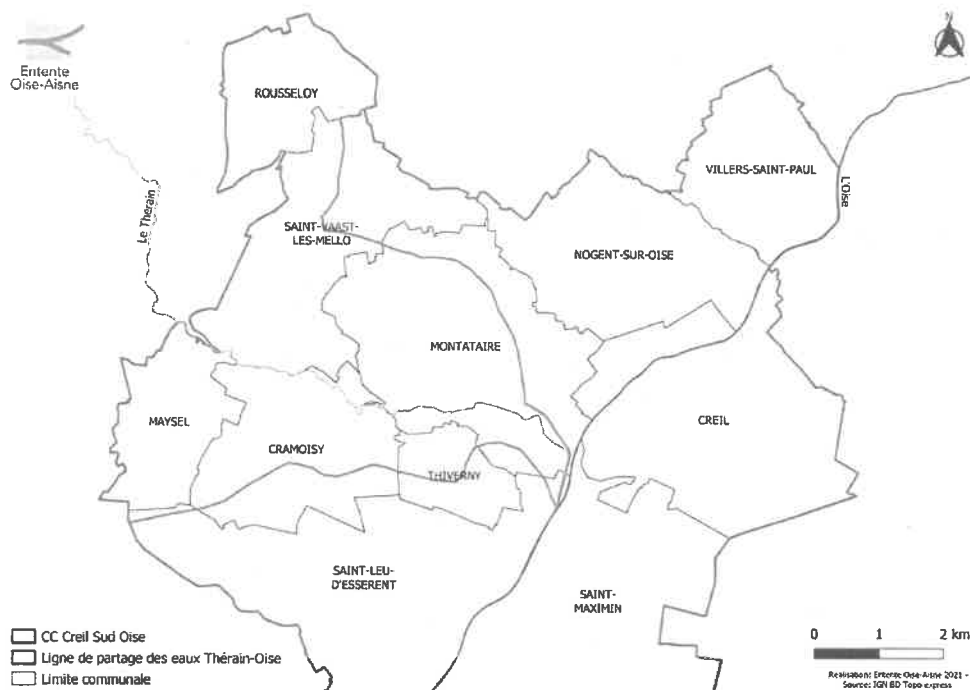 Entente
Oise-Aisne
N
ROUSSELOY
VILLERS-SAINT-PAUL
L'Oise
Le Thérain
SAINT-VAAST-
LES-MELLO
NOGENT-SUR-OISE
MONTATAIRE
MAYSEL
CRAMOISY
THIVERNY
CREIL
SAINT-LEU-
D'ESSERENT
SAINT-
MAXIMIN
CC Creil Sud Oise
Ligne de partage des eaux Thérain-Oise
Limite communale
0 1 2 km
Réalisation: Entente Oise-Aisne 2021 -
Source: IGN BD Topo express